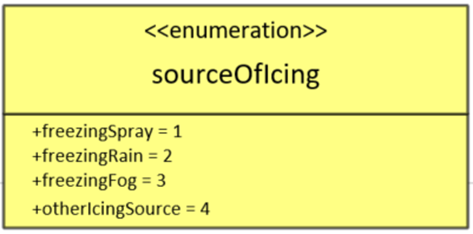 <<enumeration>>
sourceOfIcing
+freezingSpray = 1
+freezingRain = 2
+freezingFog = 3
+otherIcingSource = 4